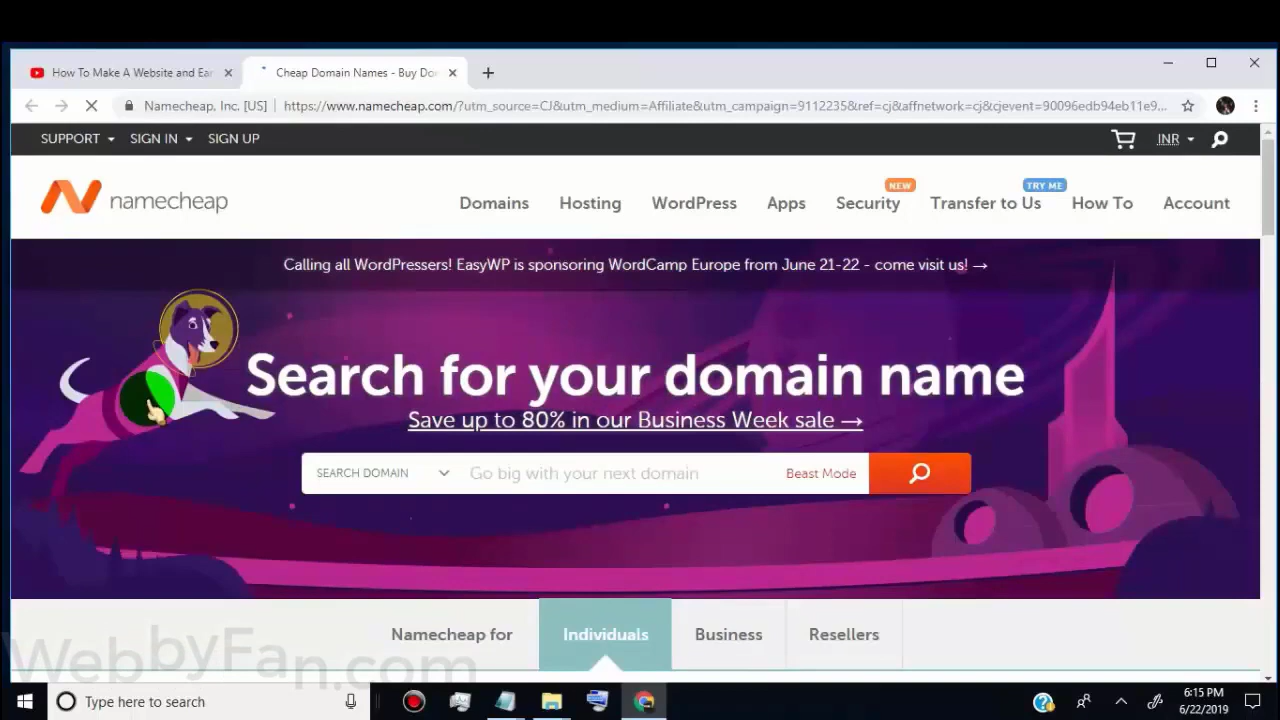 How To Make A Website and Ear
Cheap Domain Names - Buy Do
Namecheap, Inc. [US]
https://www.namecheap.com/?utm_source=CJ&utm_medium=Affiliate&utm_campaign=9112235&ref=cj&affnetwork=cj&cjevent=90096edb94eb11e9...
SUPPORT SIGN IN SIGN UP INR
NEW TRY ME
namecheap Domains Hosting WordPress Apps Security Transfer to Us How To Account
Calling all WordPressers! EasyWP is sponsoring WordCamp Europe from June 21-22 - come visit us! →
Search for your domain name
Save up to 80% in our Business Week sale →
SEARCH DOMAIN Go big with your next domain Beast Mode
Namecheap for Individuals Business Resellers
WebbyFan.com
Type here to search
6:15 PM
6/22/2019